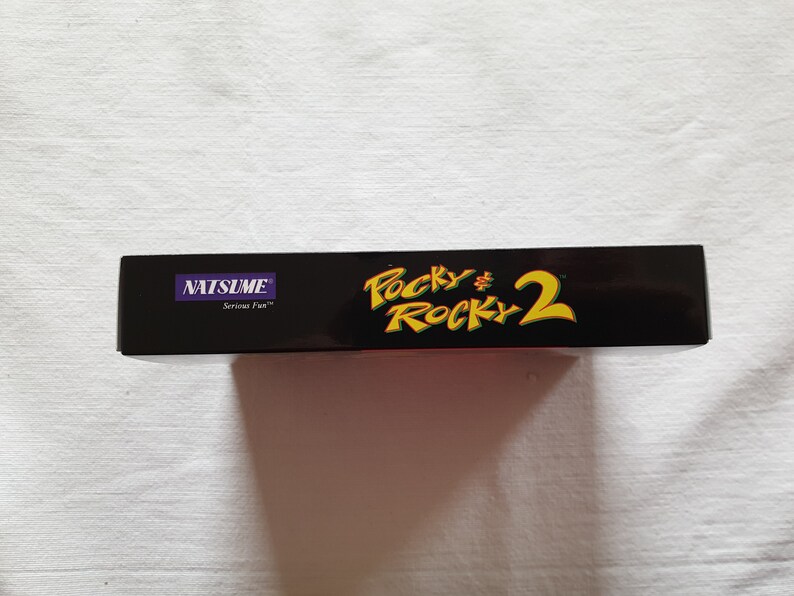 NATSUME®
Serious Fun™
POCKY &
ROCKY 2™